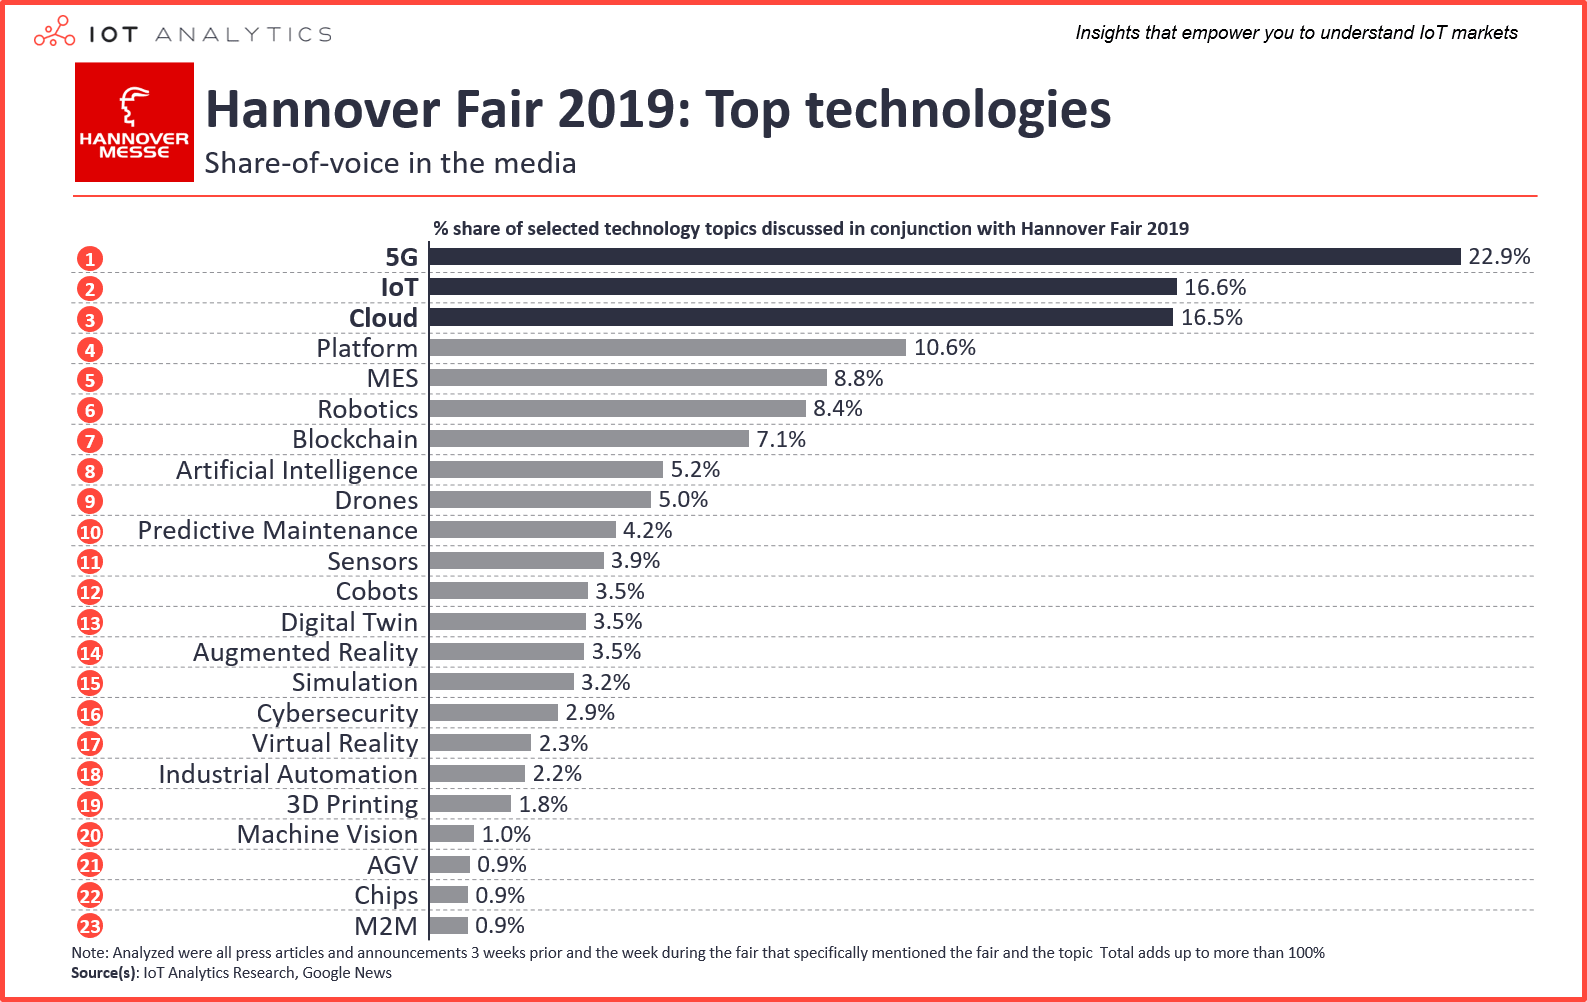 IOT ANALYTICS
Insights that empower you to understand IoT markets
HANNOVER
MESSE
Hannover Fair 2019: Top technologies
Share-of-voice in the media
% share of selected technology topics discussed in conjunction with Hannover Fair 2019
1 5G 22.9%
2 IoT 16.6%
3 Cloud 16.5%
4 Platform 10.6%
5 MES 8.8%
6 Robotics 8.4%
7 Blockchain 7.1%
8 Artificial Intelligence 5.2%
9 Drones 5.0%
10 Predictive Maintenance 4.2%
11 Sensors 3.9%
12 Cobots 3.5%
13 Digital Twin 3.5%
14 Augmented Reality 3.5%
15 Simulation 3.2%
16 Cybersecurity 2.9%
17 Virtual Reality 2.3%
18 Industrial Automation 2.2%
19 3D Printing 1.8%
20 Machine Vision 1.0%
21 AGV 0.9%
22 Chips 0.9%
23 M2M 0.9%
Note: Analyzed were all press articles and announcements 3 weeks prior and the week during the fair that specifically mentioned the fair and the topic Total adds up to more than 100%
Source(s): IoT Analytics Research, Google News